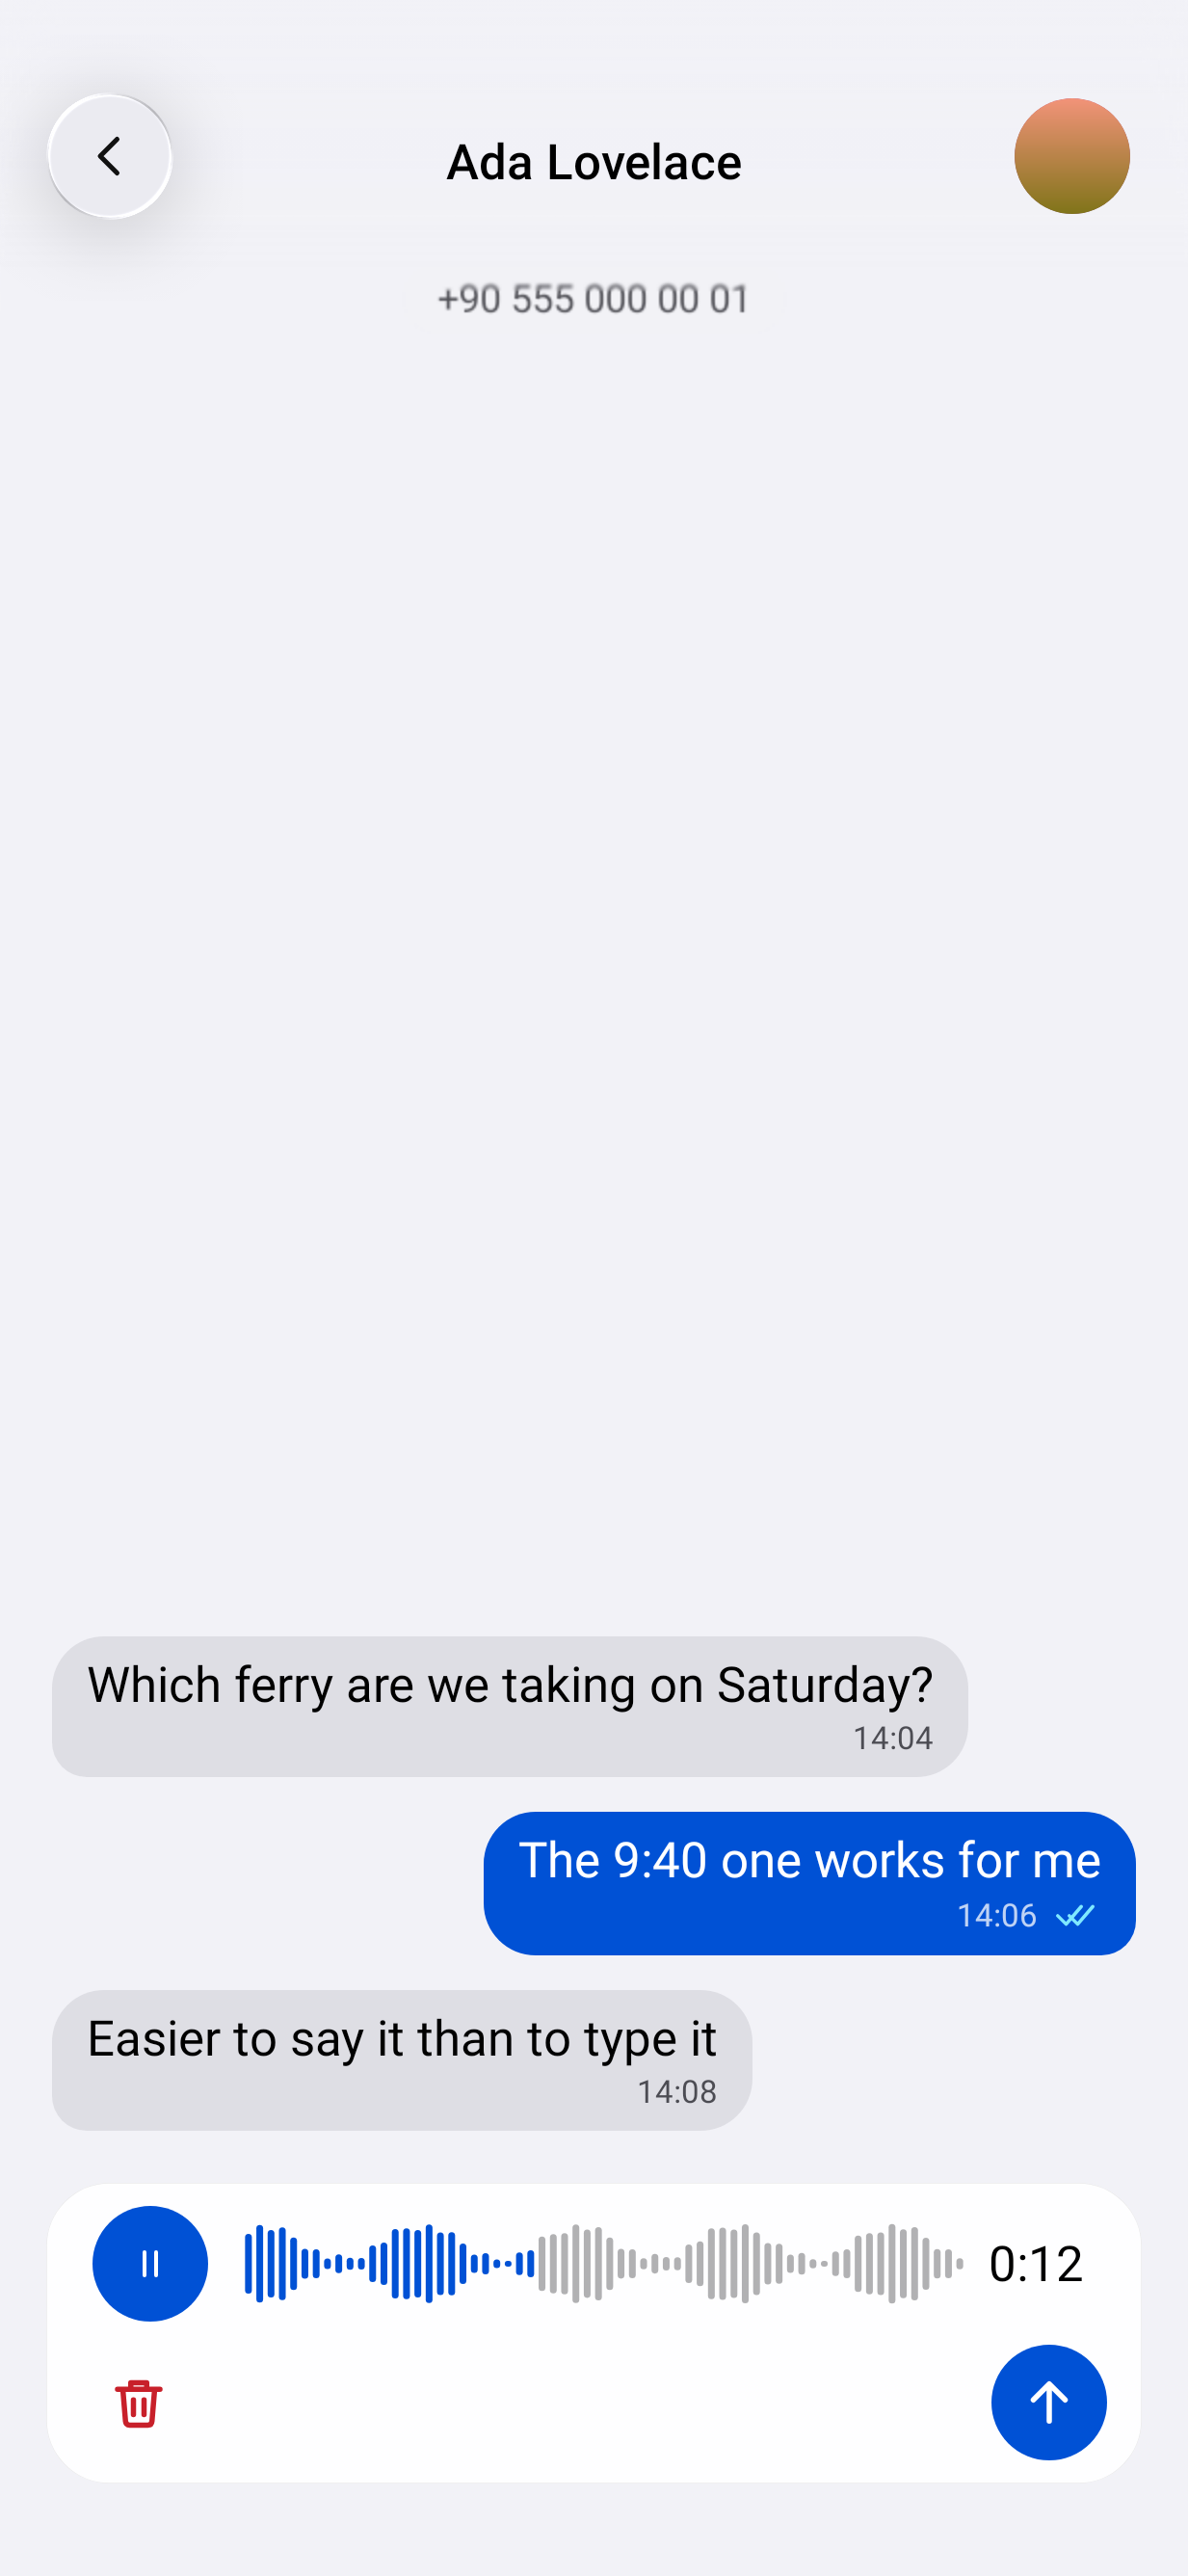 Ada Lovelace
+90 555 000 00 01
Which ferry are we taking on Saturday?
14:04
The 9:40 one works for me
14:06
Easier to say it than to type it
14:08
0:12